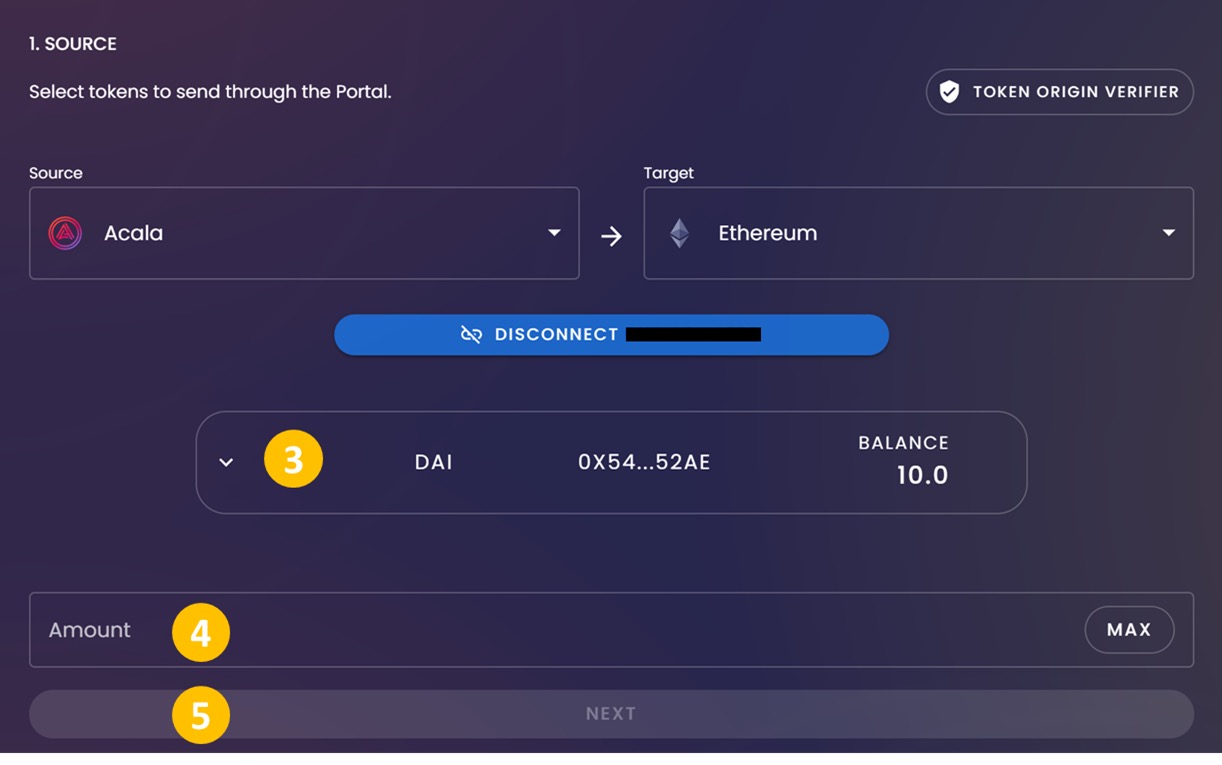 1. SOURCE
Select tokens to send through the Portal.
TOKEN ORIGIN VERIFIER
Source
Target
Acala
Ethereum
DISCONNECT
3
DAI
0X54...52AE
BALANCE
10.0
Amount
4
MAX
5
NEXT